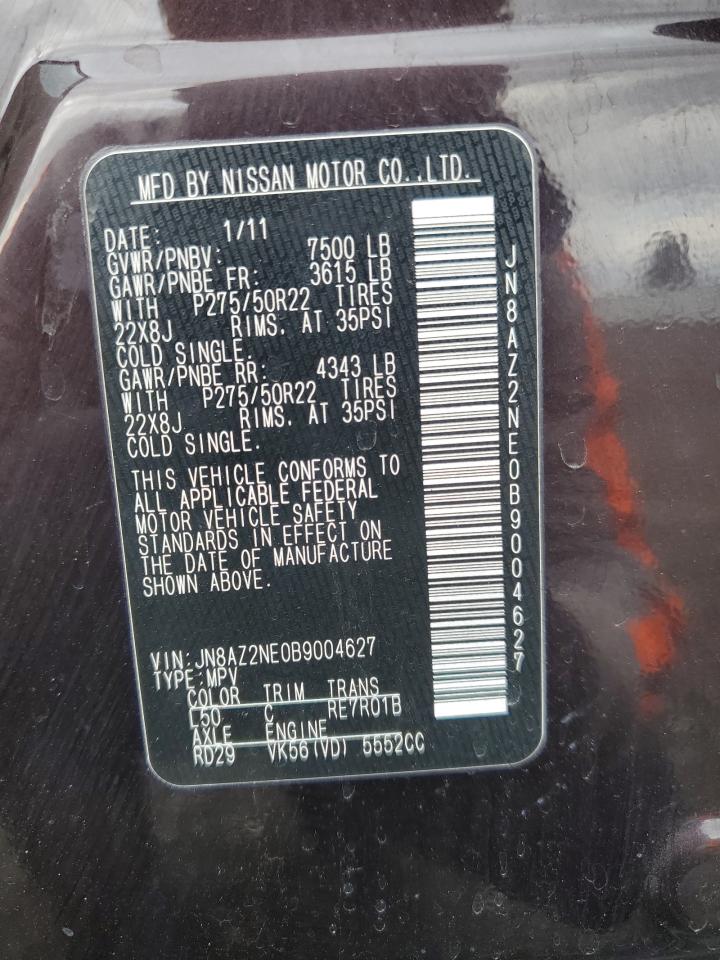 MFD BY NISSAN MOTOR CO.,LTD.
DATE: 1/11
GVWR/PNBV: 7500 LB
GAWR/PNBE FR: 3615 LB
WITH P275/50R22 TIRES
22X8J RIMS, AT 35PSI
COLD SINGLE.
GAWR/PNBE RR: 4343 LB
WITH P275/50R22 TIRES
22X8J RIMS, AT 35PSI
COLD SINGLE.
THIS VEHICLE CONFORMS TO
ALL APPLICABLE FEDERAL
MOTOR VEHICLE SAFETY
STANDARDS IN EFFECT ON
THE DATE OF MANUFACTURE
SHOWN ABOVE.
VIN:JN8AZ2NE0B9004627
TYPE:MPV
COLOR TRIM TRANS
L50 C RE7R01B
AXLE ENGINE
RD29 VK56(VD) 5552CC
JN8AZ2NE0B9004627